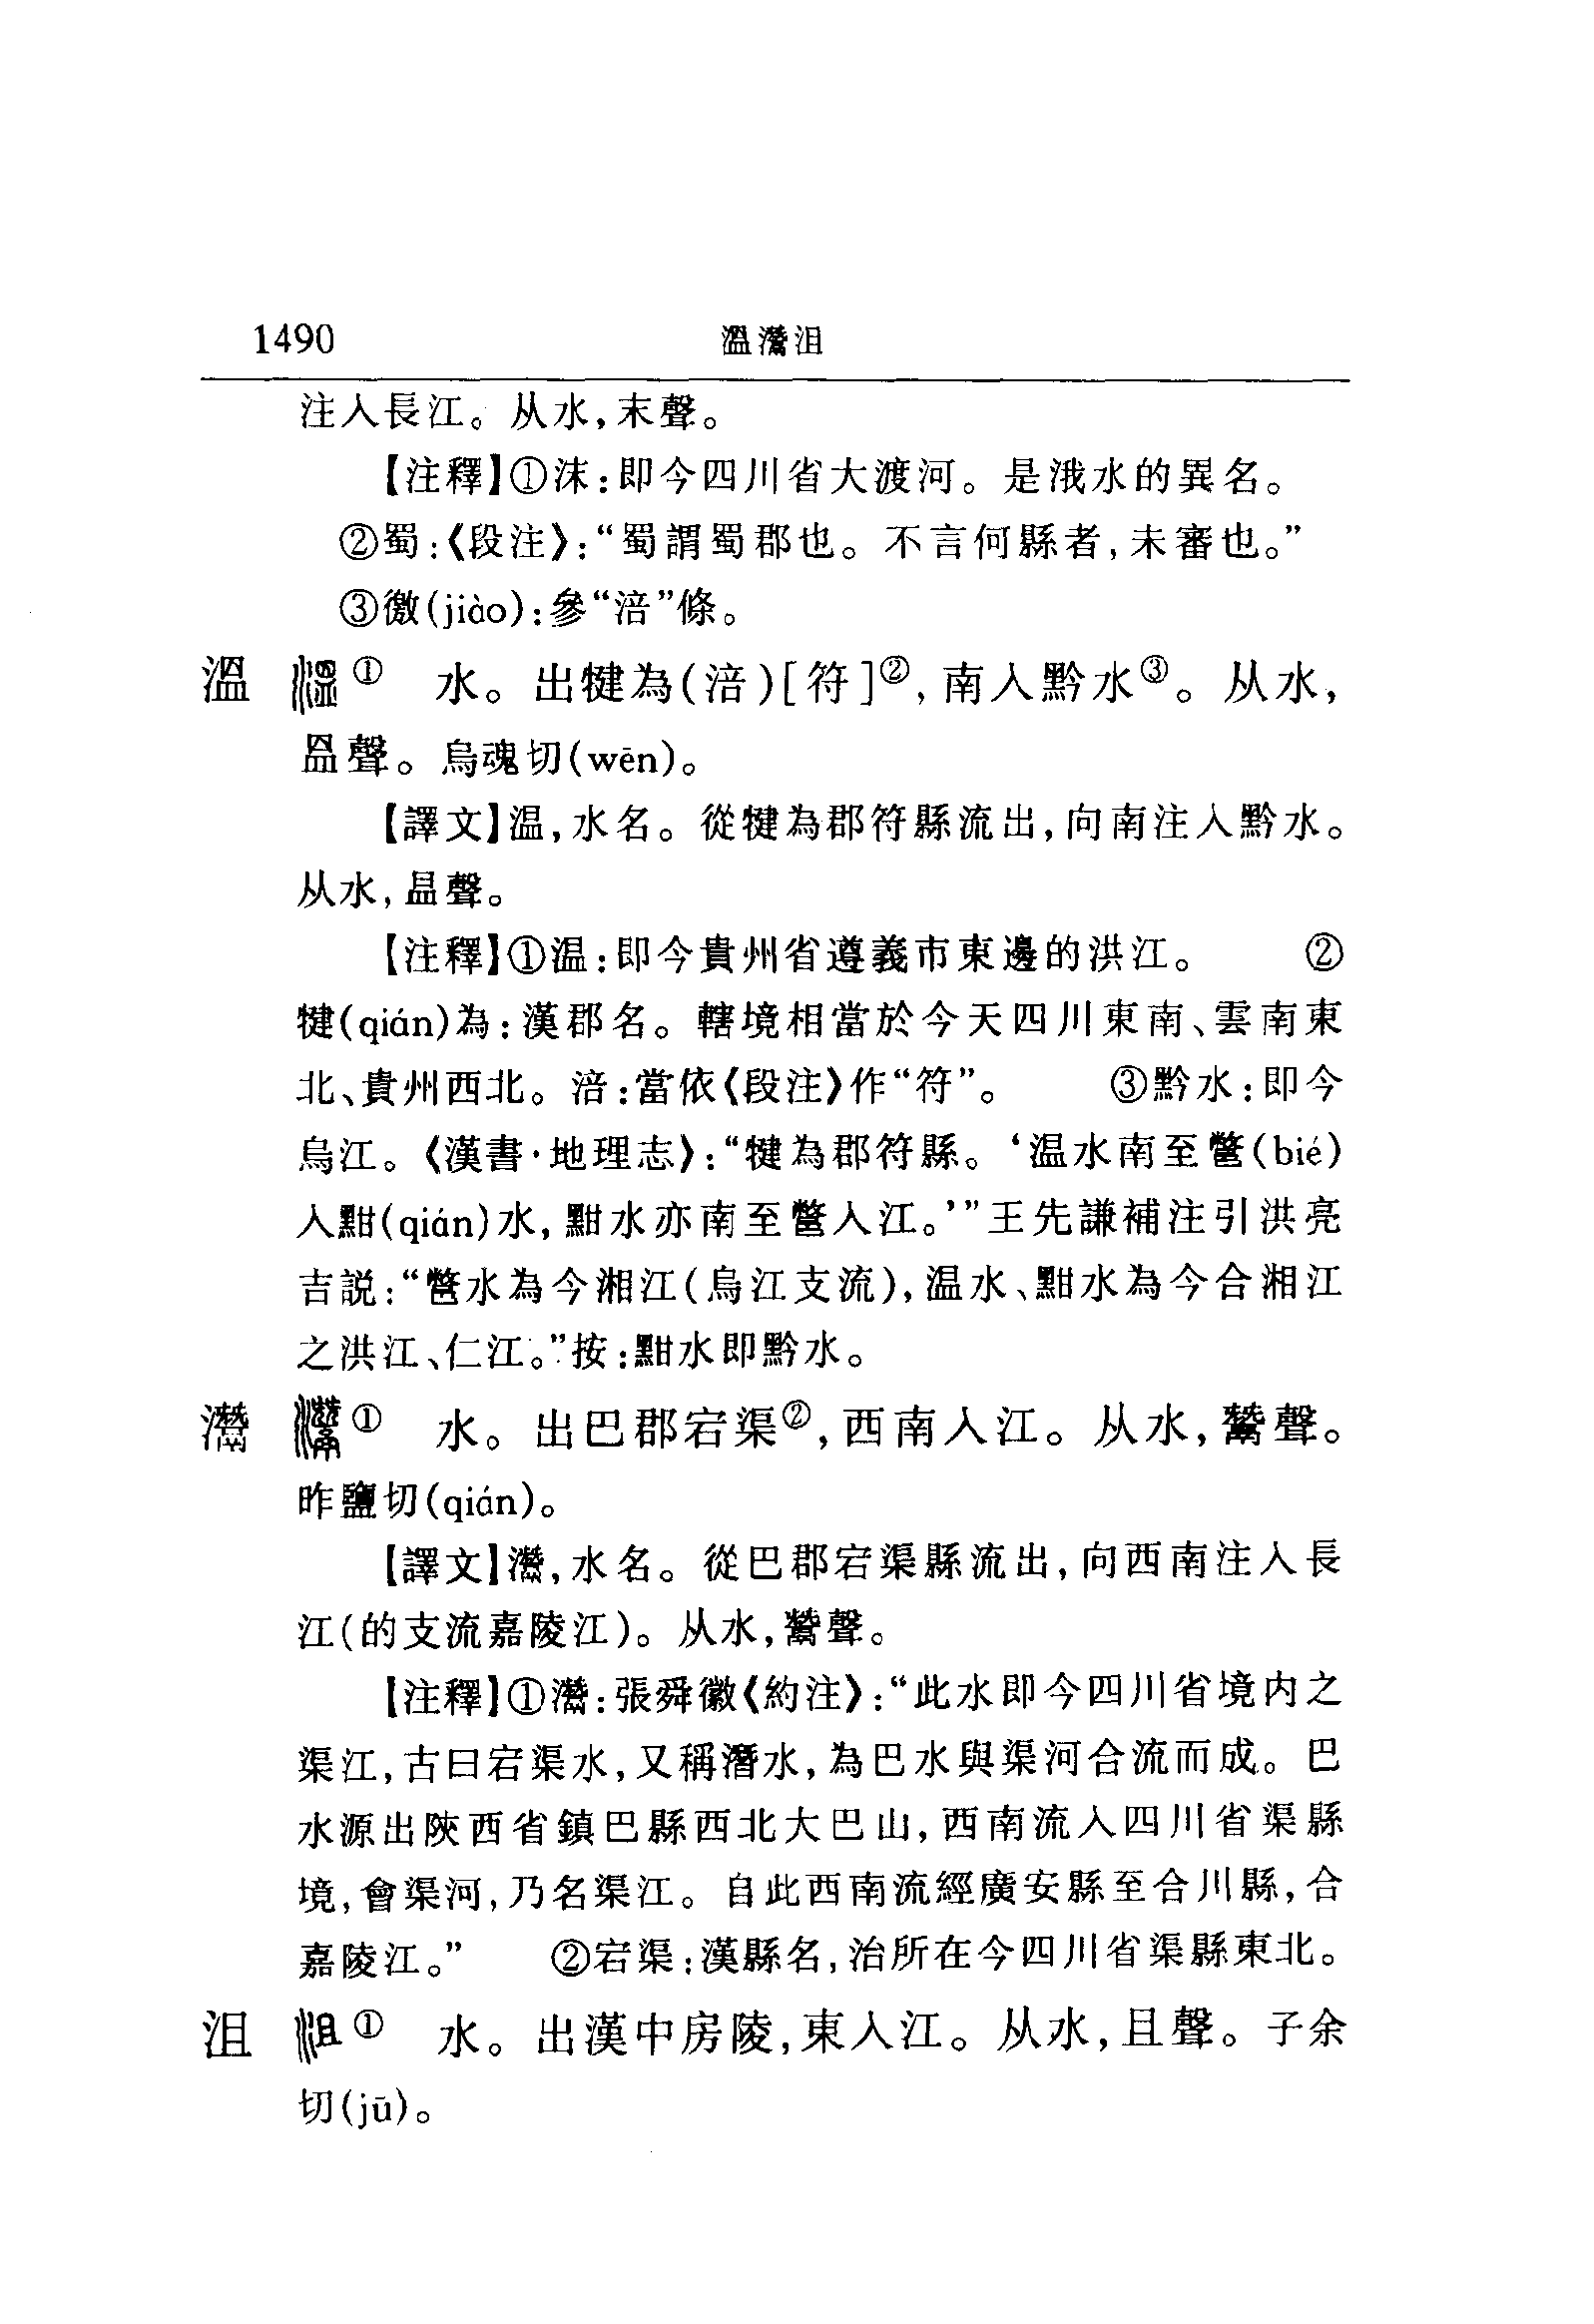 1490 溫灊沮
注入長江。从水,末聲。
【注釋】①沫:即今四川省大渡河。是涐水的異名。
②蜀:《段注》:“蜀謂蜀郡也。不言何縣者,未審也。”
③徼(jiào):參“涪”條。
溫 ① 水。出犍為(涪)[符]②,南入黔水③。从水,
𥁕聲。烏魂切(wēn)。
【譯文】温,水名。從犍為郡符縣流出,向南注入黔水。
从水,𥁕聲。
【注釋】①温:即今貴州省遵義市東邊的洪江。 ②
犍(qián)為:漢郡名。轄境相當於今天四川東南、雲南東
北、貴州西北。涪:當依《段注》作“符”。 ③黔水:即今
烏江。《漢書·地理志》:“犍為郡符縣。‘温水南至鄨(bié)
入黚(qián)水,黚水亦南至鄨入江。’”王先謙補注引洪亮
吉説:“鄨水為今湘江(烏江支流),温水、黚水為今合湘江
之洪江、仁江。”按:黚水即黔水。
灊 ① 水。出巴郡宕渠②,西南入江。从水,鬵聲。
昨鹽切(qián)。
【譯文】灊,水名。從巴郡宕渠縣流出,向西南注入長
江(的支流嘉陵江)。从水,鬵聲。
【注釋】①灊:張舜徽《約注》:“此水即今四川省境内之
渠江,古曰宕渠水,又稱潛水,為巴水與渠河合流而成。巴
水源出陝西省鎮巴縣西北大巴山,西南流入四川省渠縣
境,會渠河,乃名渠江。自此西南流經廣安縣至合川縣,合
嘉陵江。” ②宕渠:漢縣名,治所在今四川省渠縣東北。
沮 ① 水。出漢中房陵,東入江。从水,且聲。子余
切(jū)。